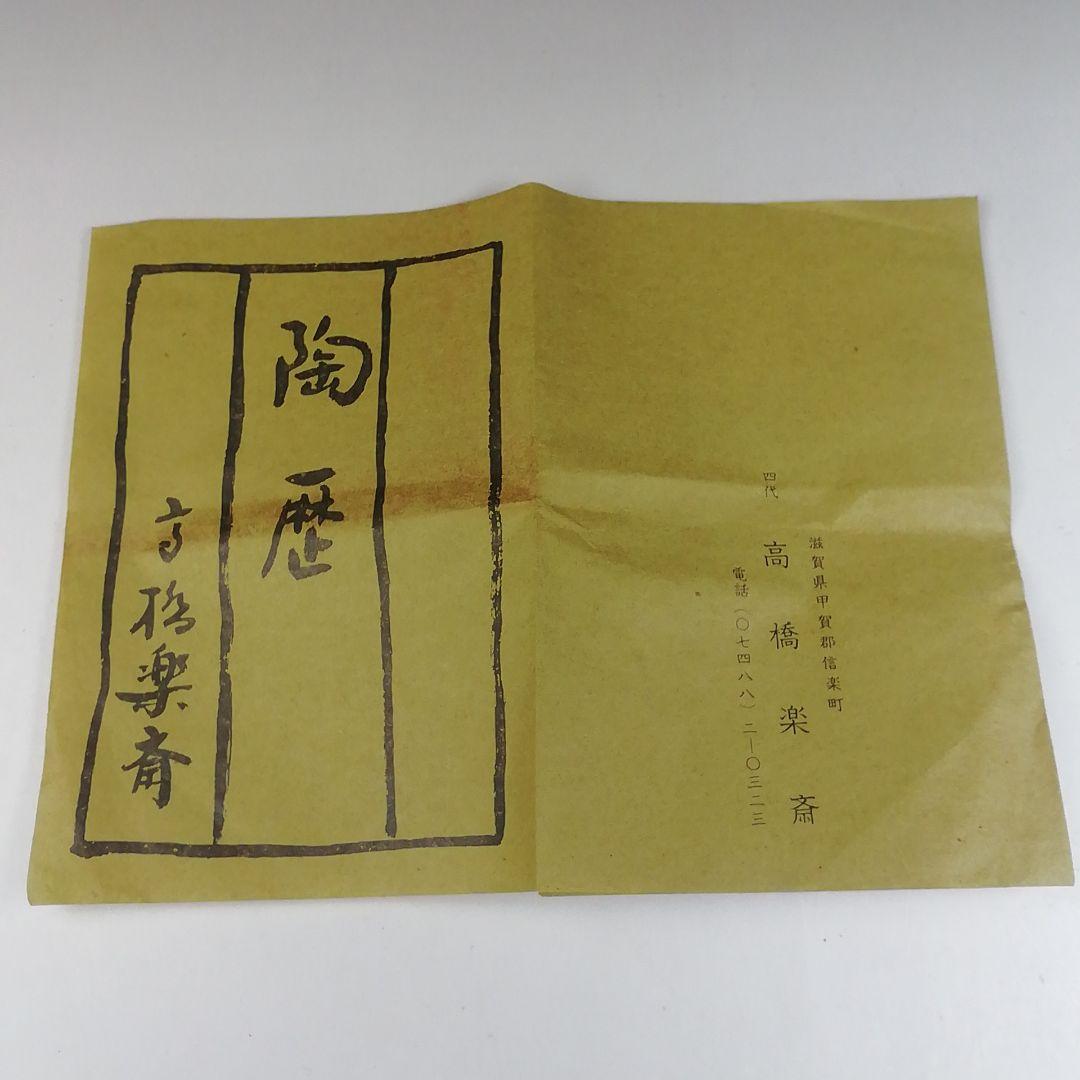 陶歴
高橋楽斎
滋賀県甲賀郡信楽町
四代 高橋楽斎
電話(〇七四八八)二―〇三二三